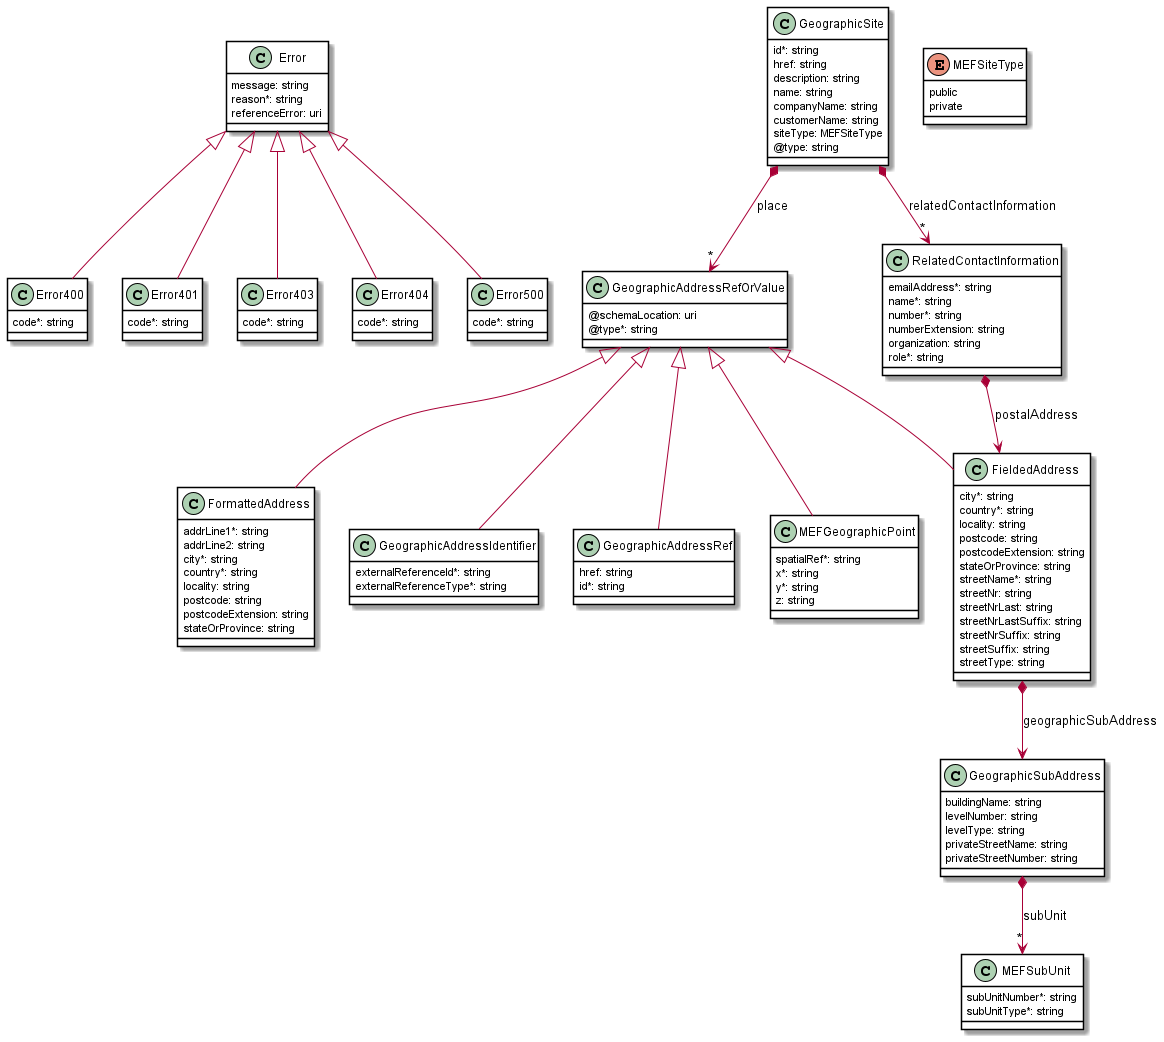 C GeographicSite
id*: string
href: string
description: string
name: string
companyName: string
customerName: string
siteType: MEFSiteType
@type: string
E MEFSiteType
public
private
C Error
message: string
reason*: string
referenceError: uri
place
*
relatedContactInformation
*
C Error400
code*: string
C Error401
code*: string
C Error403
code*: string
C Error404
code*: string
C Error500
code*: string
C GeographicAddressRefOrValue
@schemaLocation: uri
@type*: string
C RelatedContactInformation
emailAddress*: string
name*: string
number*: string
numberExtension: string
organization: string
role*: string
postalAddress
C FormattedAddress
addrLine1*: string
addrLine2: string
city*: string
country*: string
locality: string
postcode: string
postcodeExtension: string
stateOrProvince: string
C GeographicAddressIdentifier
externalReferenceId*: string
externalReferenceType*: string
C GeographicAddressRef
href: string
id*: string
C MEFGeographicPoint
spatialRef*: string
x*: string
y*: string
z: string
C FieldedAddress
city*: string
country*: string
locality: string
postcode: string
postcodeExtension: string
stateOrProvince: string
streetName*: string
streetNr: string
streetNrLast: string
streetNrLastSuffix: string
streetNrSuffix: string
streetSuffix: string
streetType: string
geographicSubAddress
C GeographicSubAddress
buildingName: string
levelNumber: string
levelType: string
privateStreetName: string
privateStreetNumber: string
subUnit
*
C MEFSubUnit
subUnitNumber*: string
subUnitType*: string